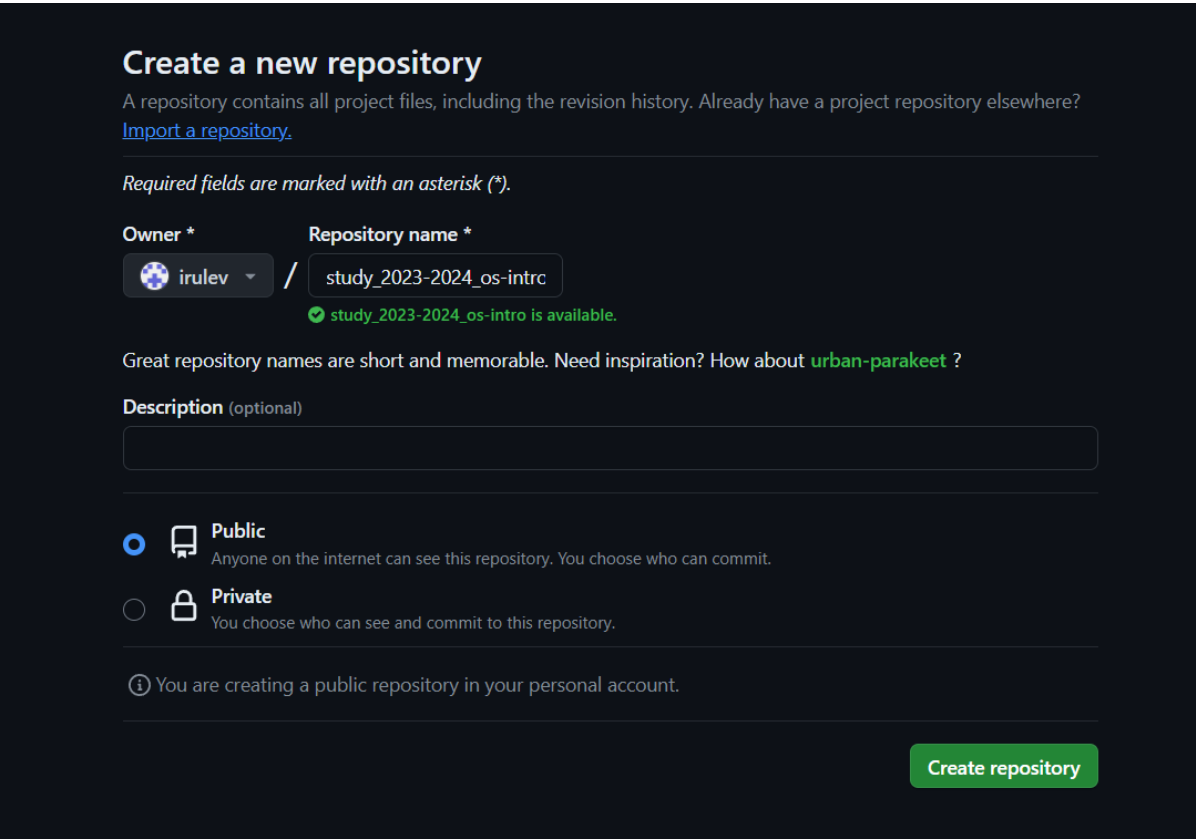 Create a new repository
A repository contains all project files, including the revision history. Already have a project repository elsewhere?
Import a repository.
Required fields are marked with an asterisk (*).
Owner * Repository name *
irulev / study_2023-2024_os-intro
study_2023-2024_os-intro is available.
Great repository names are short and memorable. Need inspiration? How about urban-parakeet ?
Description (optional)
Public
Anyone on the internet can see this repository. You choose who can commit.
Private
You choose who can see and commit to this repository.
You are creating a public repository in your personal account.
Create repository